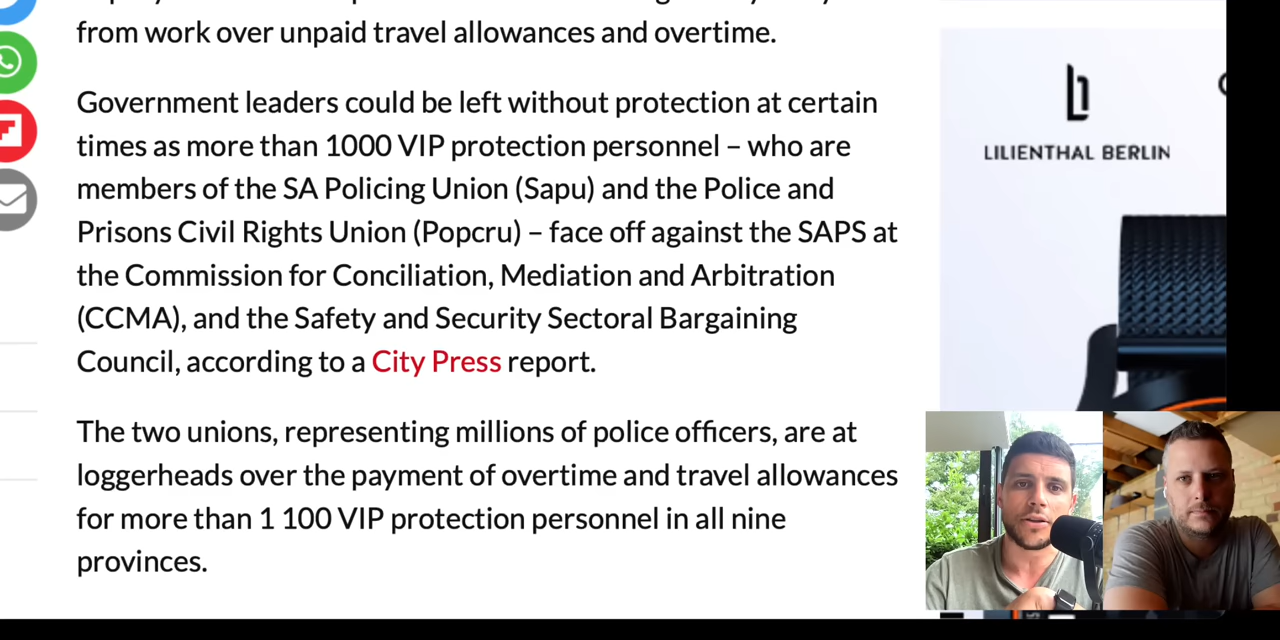 from work over unpaid travel allowances and overtime.
Government leaders could be left without protection at certain
times as more than 1000 VIP protection personnel – who are
members of the SA Policing Union (Sapu) and the Police and
Prisons Civil Rights Union (Popcru) – face off against the SAPS at
the Commission for Conciliation, Mediation and Arbitration
(CCMA), and the Safety and Security Sectoral Bargaining
Council, according to a City Press report.
The two unions, representing millions of police officers, are at
loggerheads over the payment of overtime and travel allowances
for more than 1 100 VIP protection personnel in all nine
provinces.
LILIENTHAL BERLIN